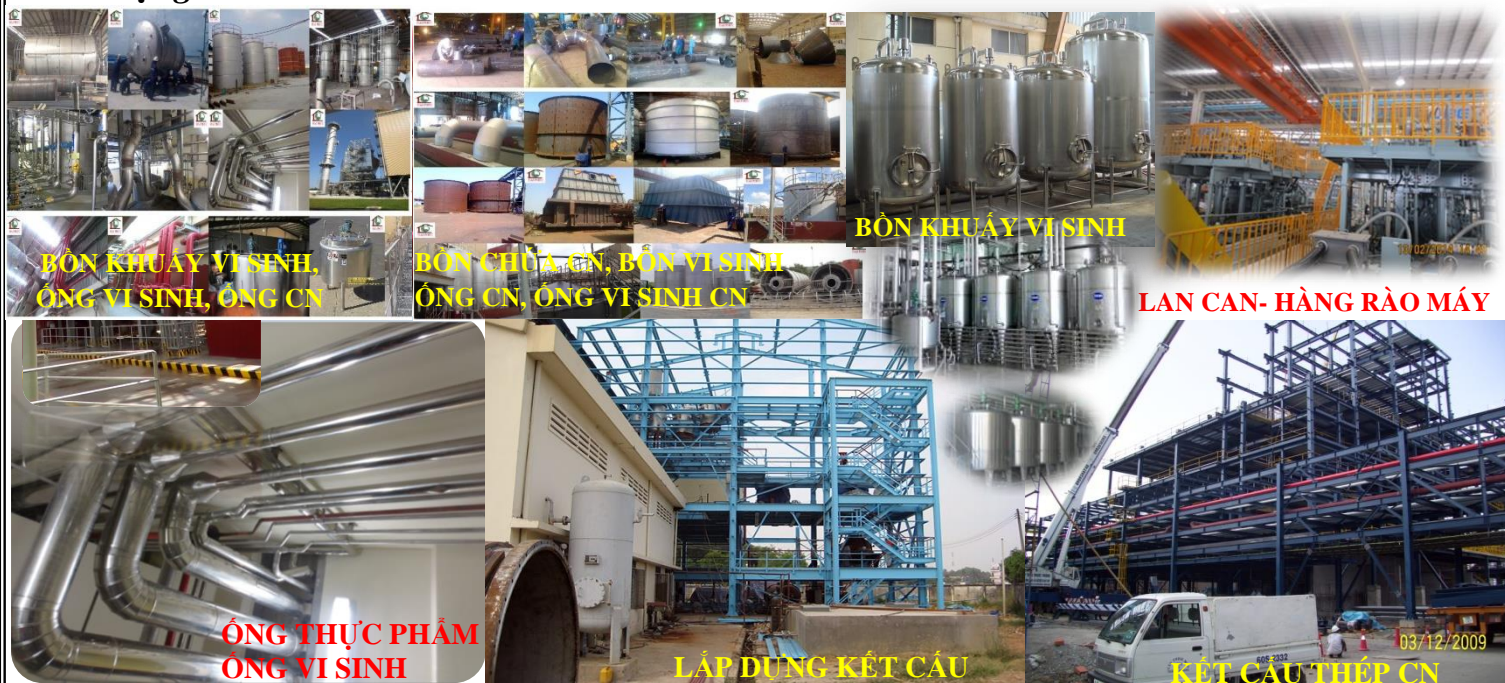 BỒN KHUẤY VI SINH,
ỐNG VI SINH, ỐNG CN
BỒN CHỨA CN, BỒN VI SINH
ỐNG CN, ỐNG VI SINH CN
BỒN KHUẤY VI SINH
LAN CAN- HÀNG RÀO MÁY
ỐNG THỰC PHẨM
ỐNG VI SINH
LẮP DỤNG KẾT CẤU
03/12/2009
KẾT CẤU THÉP CN